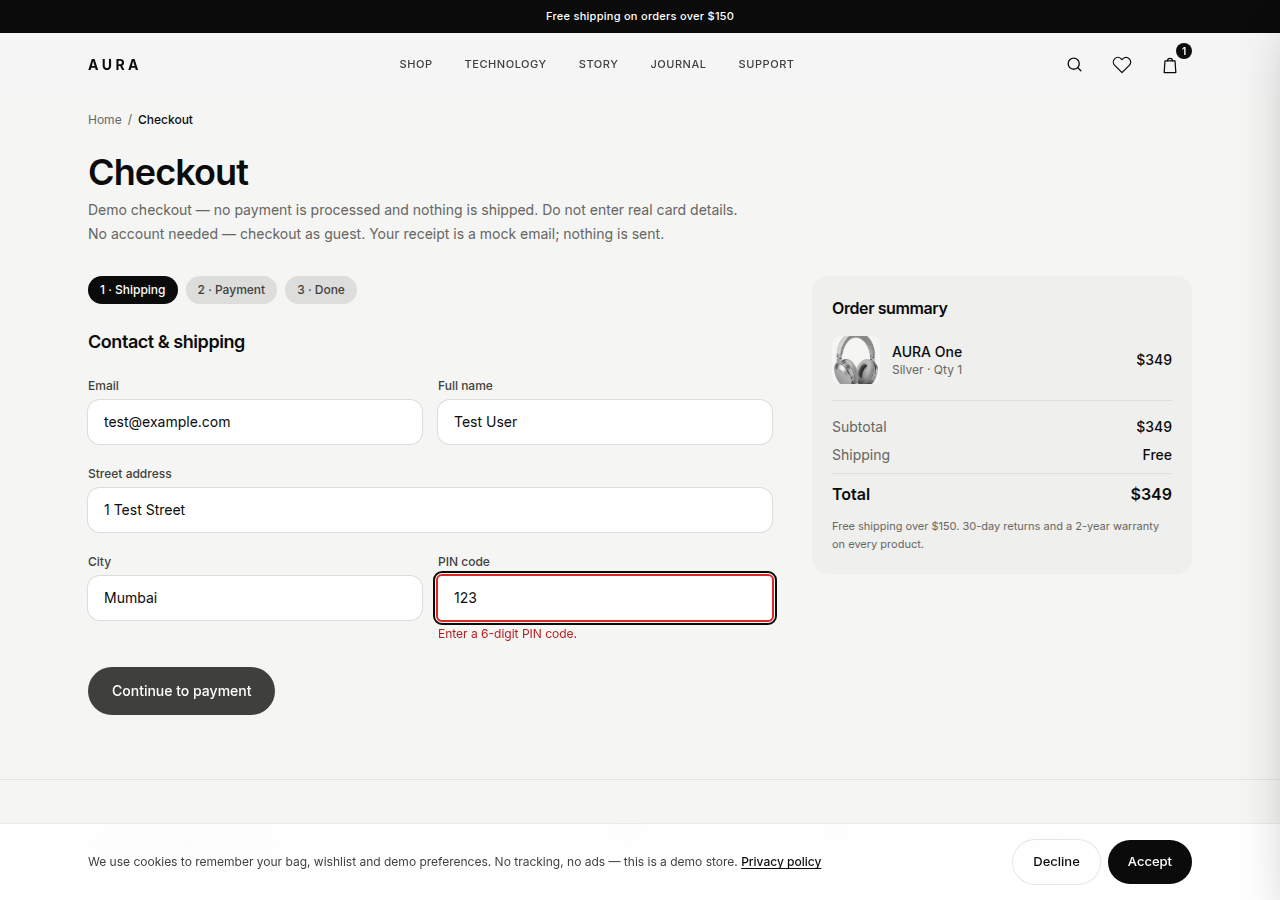 Free shipping on orders over $150
AURA
SHOP TECHNOLOGY STORY JOURNAL SUPPORT
1
Home / Checkout
Checkout
Demo checkout — no payment is processed and nothing is shipped. Do not enter real card details.
No account needed — checkout as guest. Your receipt is a mock email; nothing is sent.
1 · Shipping
2 · Payment
3 · Done
Contact & shipping
Email
test@example.com
Full name
Test User
Street address
1 Test Street
City
Mumbai
PIN code
123
Enter a 6-digit PIN code.
Continue to payment
Order summary
AURA One
Silver · Qty 1
$349
Subtotal $349
Shipping Free
Total $349
Free shipping over $150. 30-day returns and a 2-year warranty
on every product.
We use cookies to remember your bag, wishlist and demo preferences. No tracking, no ads — this is a demo store. Privacy policy
Decline
Accept